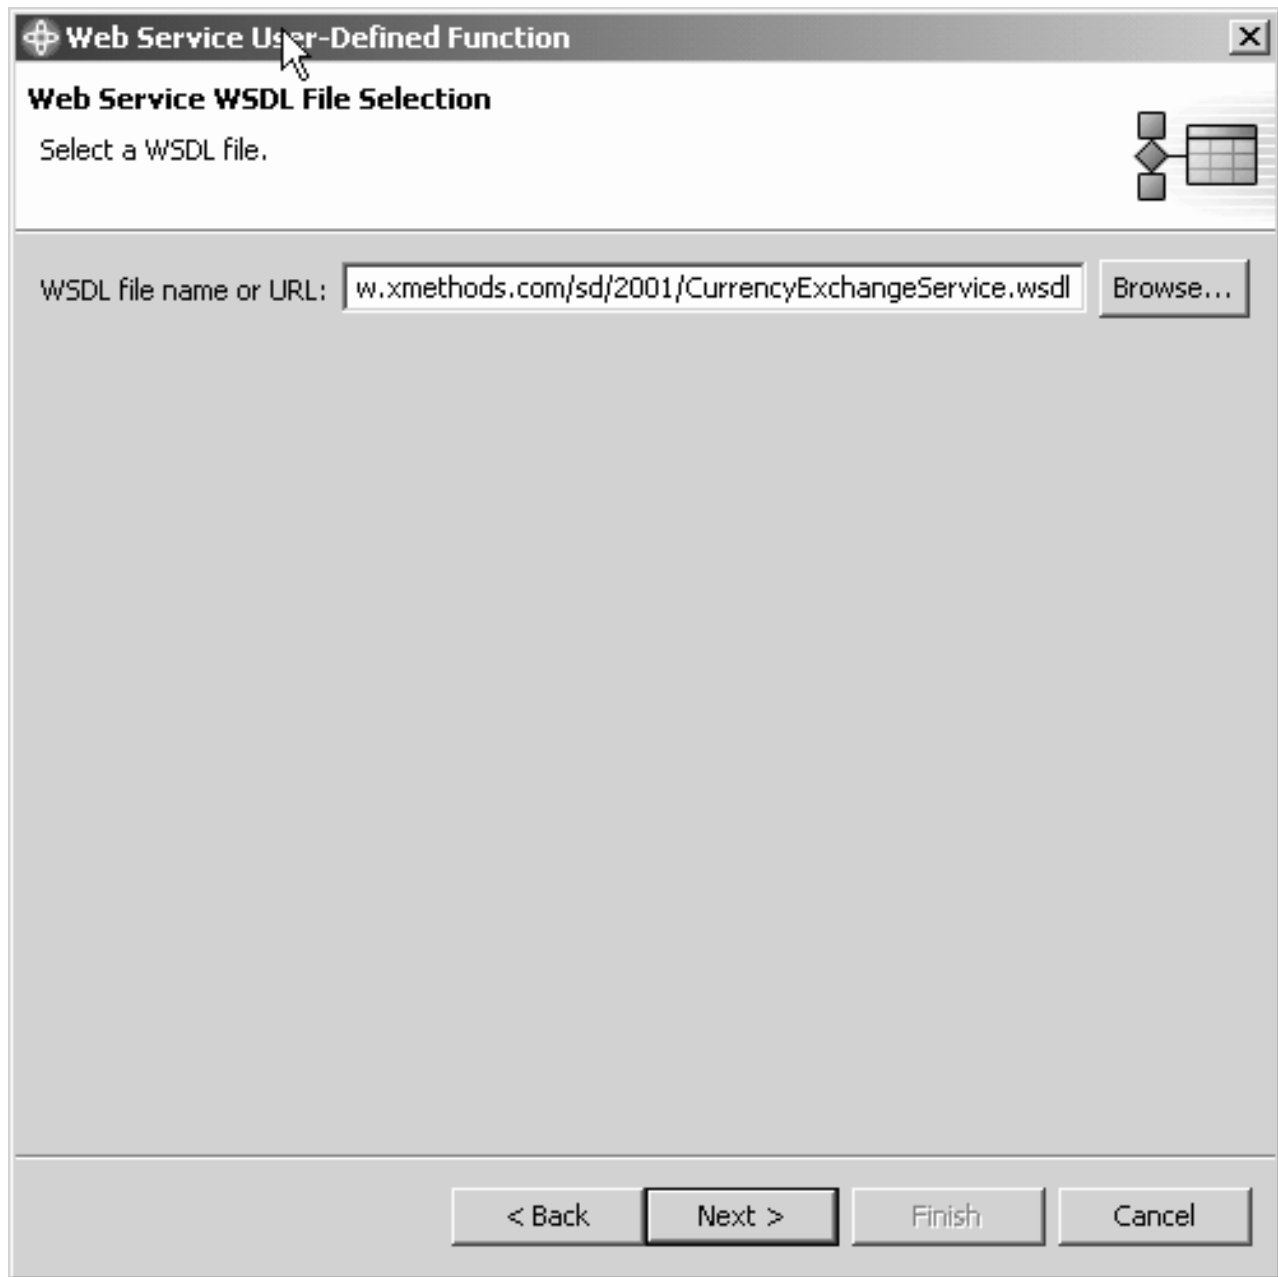 Web Service User-Defined Function
Web Service WSDL File Selection
Select a WSDL file.
WSDL file name or URL: w.xmethods.com/sd/2001/CurrencyExchangeService.wsdl Browse...
< Back Next > Finish Cancel